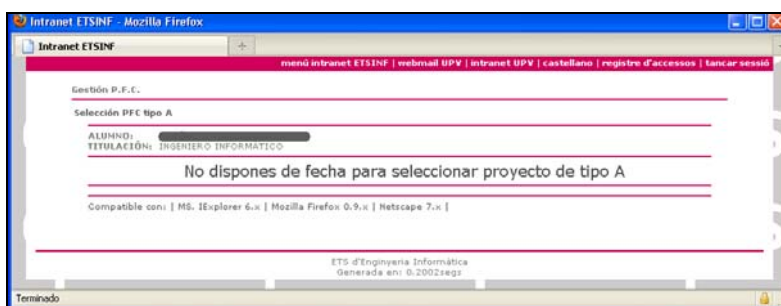 Intranet ETSINF - Mozilla Firefox
Intranet ETSINF
menú intranet ETSINF | webmail UPV | intranet UPV | castellano | registre d'accessos | tancar sessió
Gestión P.F.C.
Selección PFC tipo A
ALUMNO:
TITULACIÓN: INGENIERO INFORMÁTICO
No dispones de fecha para seleccionar proyecto de tipo A
Compatible con: | MS. IExplorer 6.x | Mozilla Firefox 0.9.x | Netscape 7.x |
ETS d'Enginyeria Informàtica
Generada en: 0.2002segs
Terminado